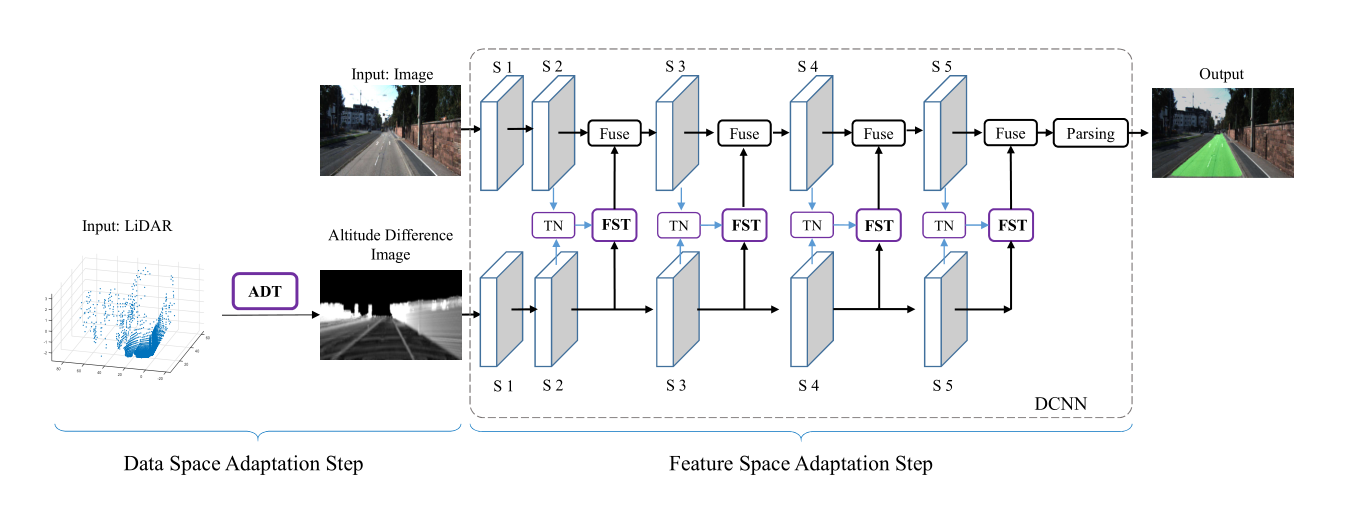 Input: Image
S 1
S 2
S 3
S 4
S 5
Output
Fuse
Fuse
Fuse
Fuse
Parsing
Input: LiDAR
TN
FST
TN
FST
TN
FST
TN
FST
Altitude Difference
Image
ADT
S 1
S 2
S 3
S 4
S 5
DCNN
Data Space Adaptation Step
Feature Space Adaptation Step